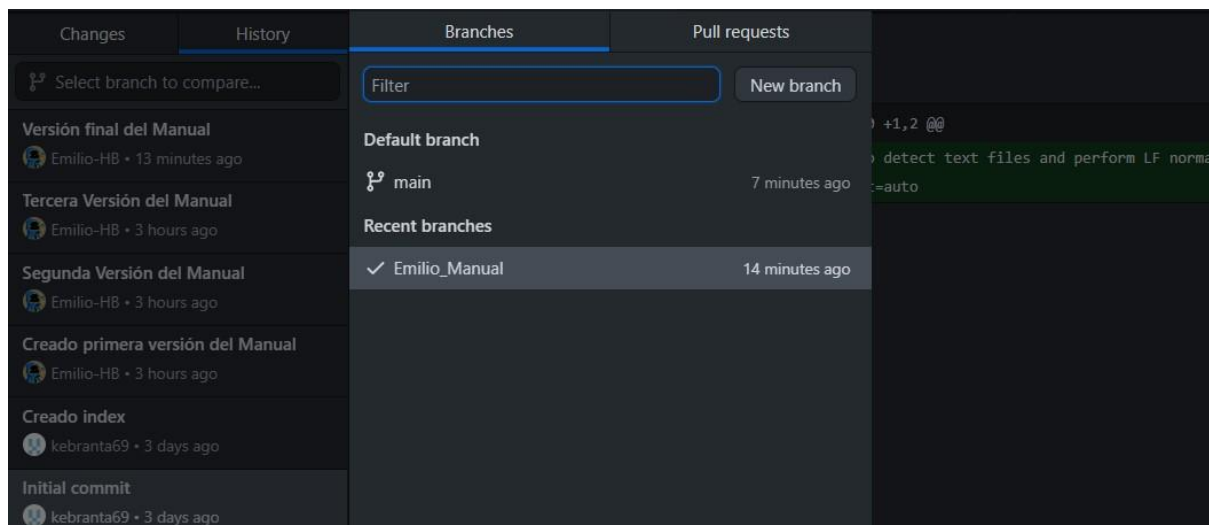 Changes
History
Branches
Pull requests
Select branch to compare...
Filter
New branch
Versión final del Manual
Emilio-HB • 13 minutes ago
Tercera Versión del Manual
Emilio-HB • 3 hours ago
Segunda Versión del Manual
Emilio-HB • 3 hours ago
Creado primera versión del Manual
Emilio-HB • 3 hours ago
Creado index
kebranta69 • 3 days ago
Initial commit
kebranta69 • 3 days ago
Default branch
main
7 minutes ago
Recent branches
Emilio_Manual
14 minutes ago
+1,2 @@
detect text files and perform LF norma
=auto